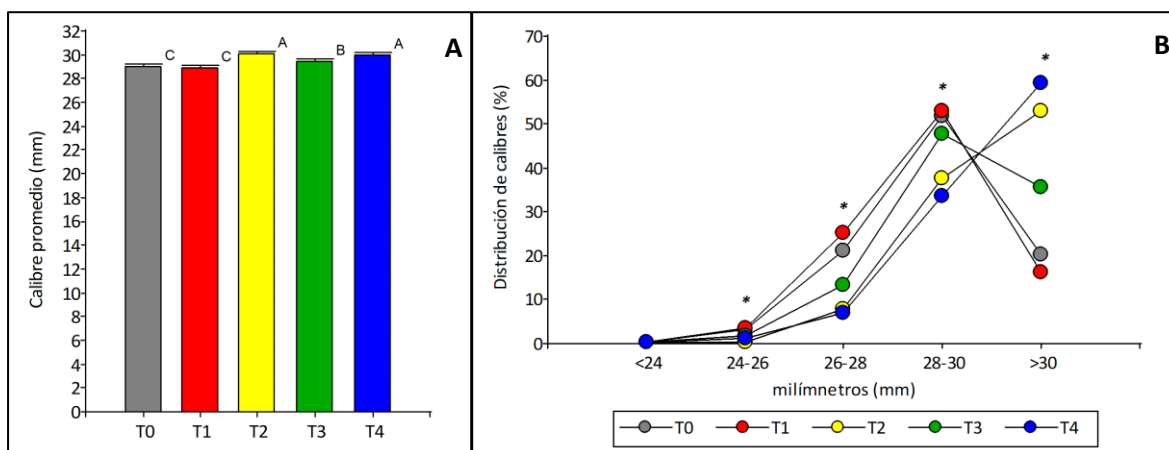 A
Calibre promedio (mm)
32
30
28
26
24
22
20
18
16
14
12
10
8
6
4
2
0
C
C
A
B
A
T0 T1 T2 T3 T4
B
Distribución de calibres (%)
70
60
50
40
30
20
10
0
*
*
*
*
<24 24-26 26-28 28-30 >30
milímnetros (mm)
T0 T1 T2 T3 T4